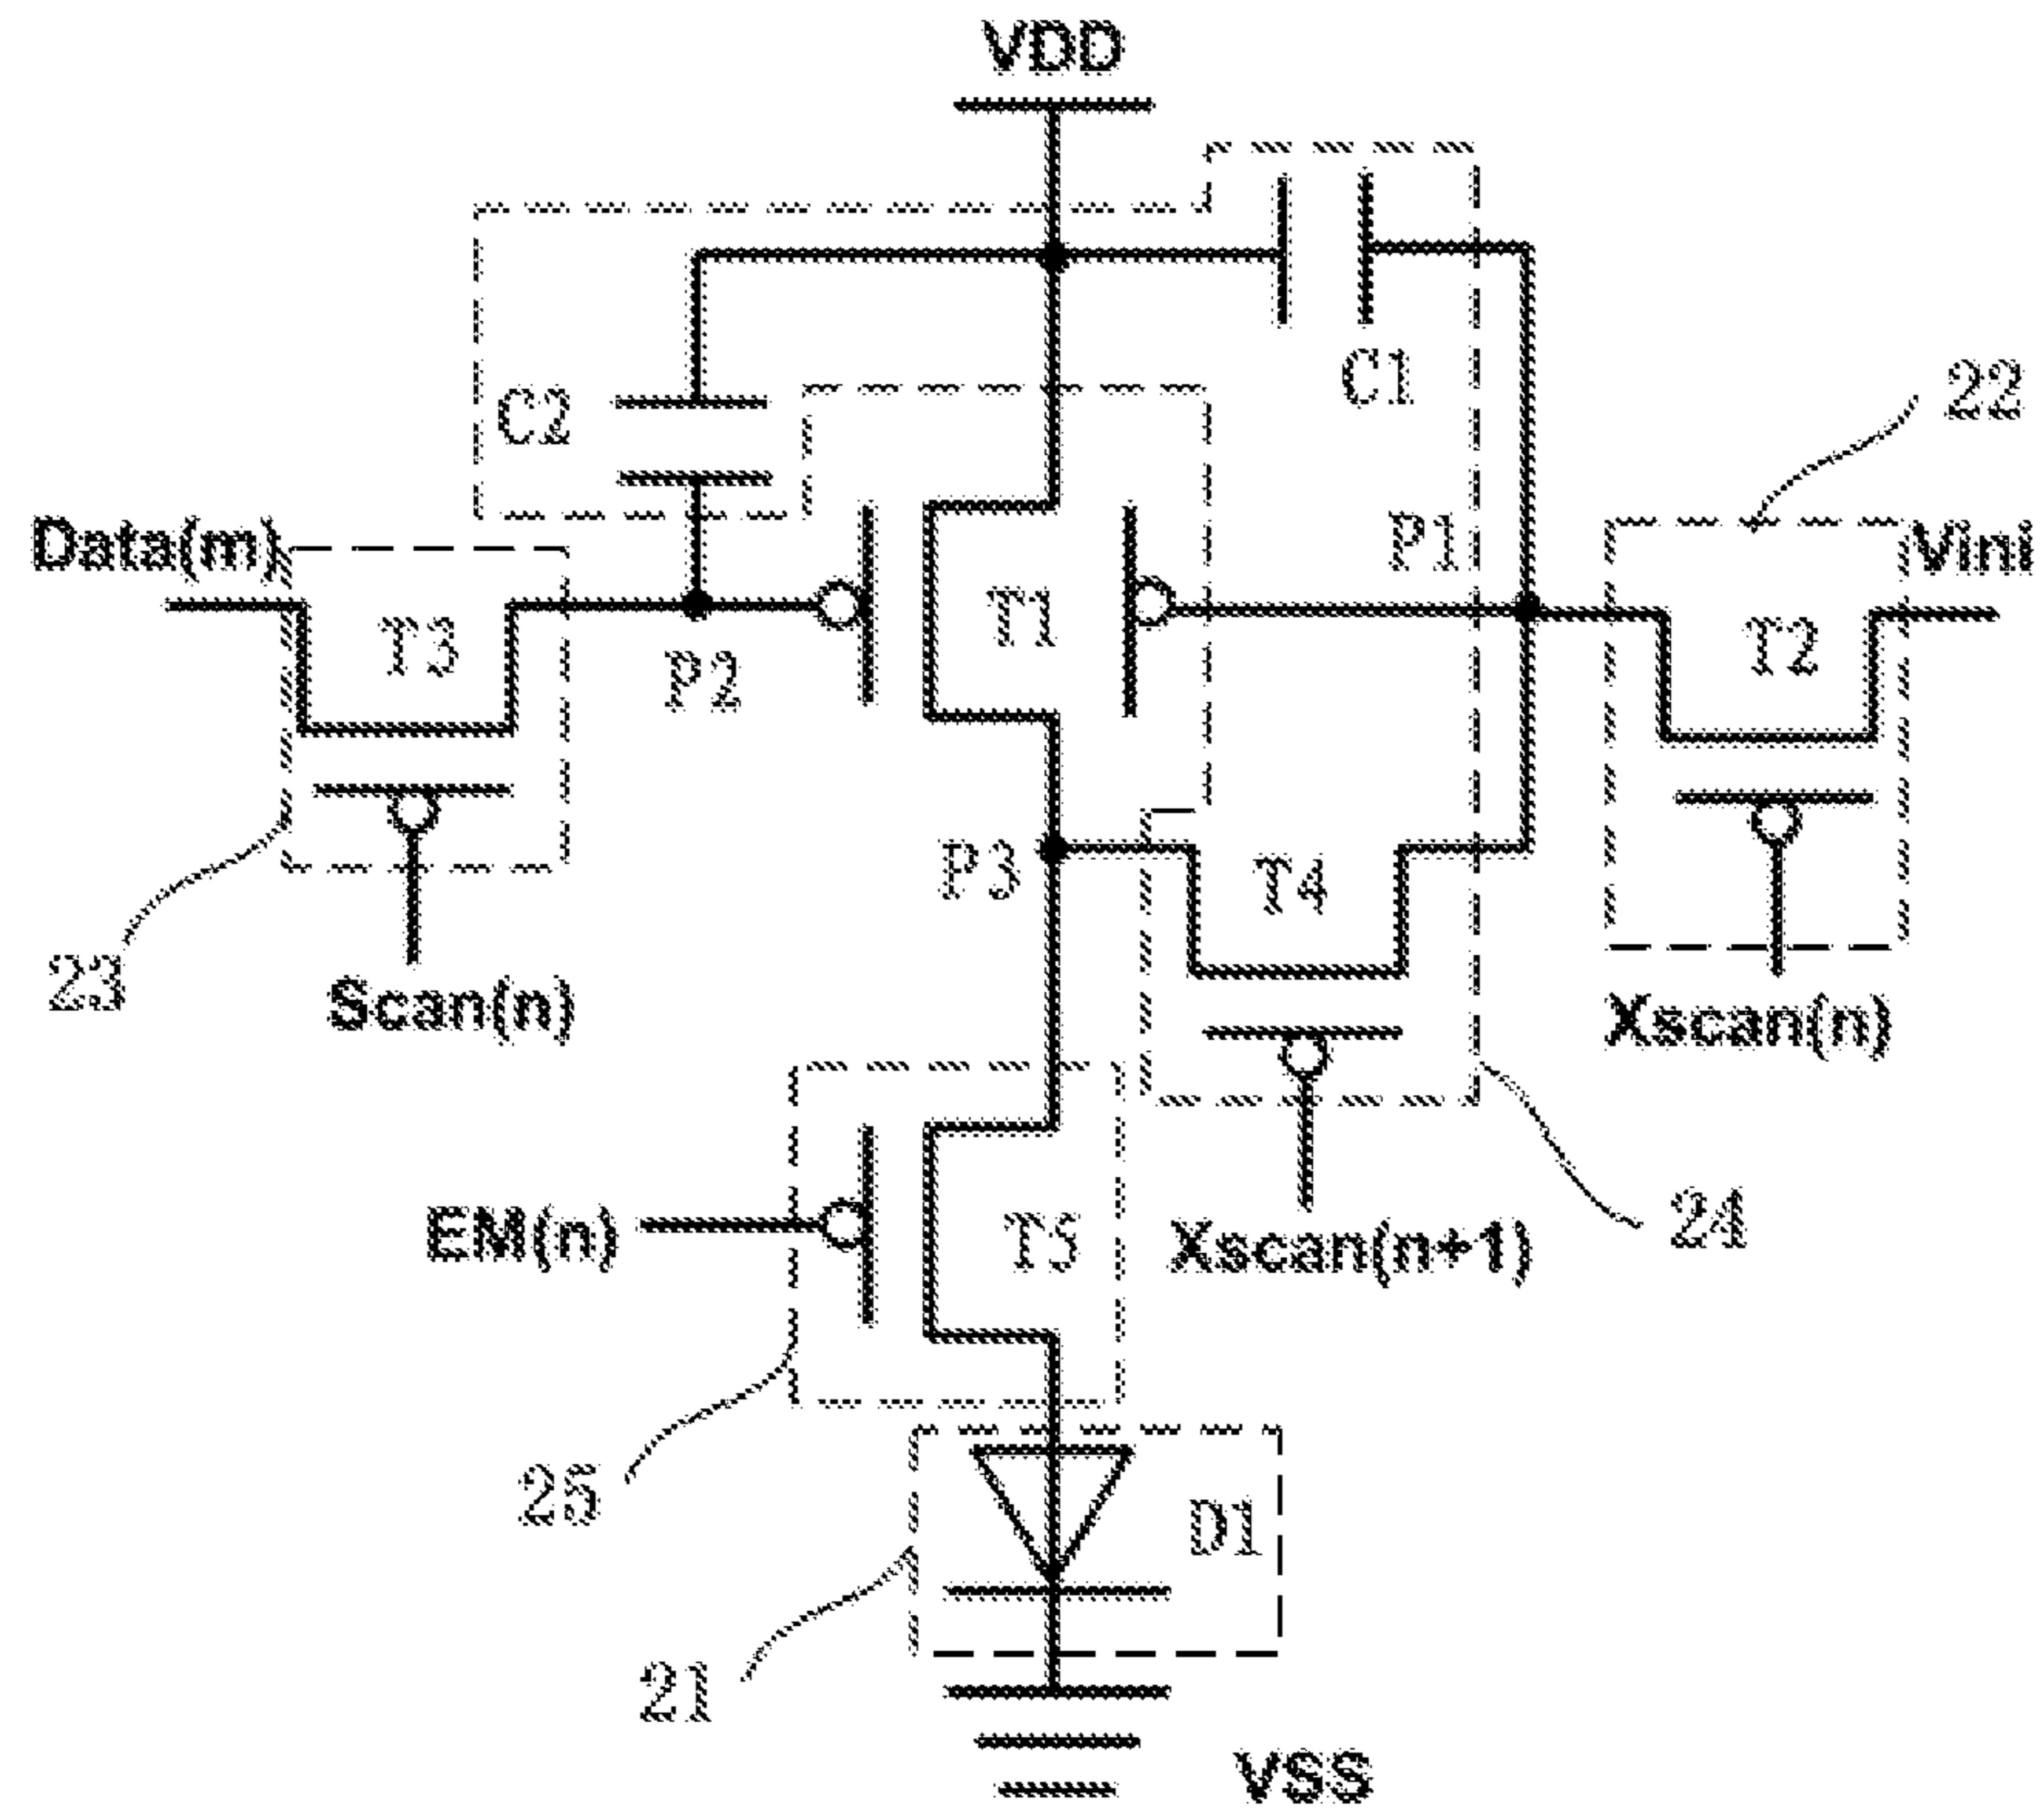 VDD
C1
C2
22
Data(m)
P1
Vini
T3
T1
T2
P2
P3
T4
23
Scan(n)
Xscan(n)
EM(n)
T5
Xscan(n+1)
24
25
D1
21
VSS